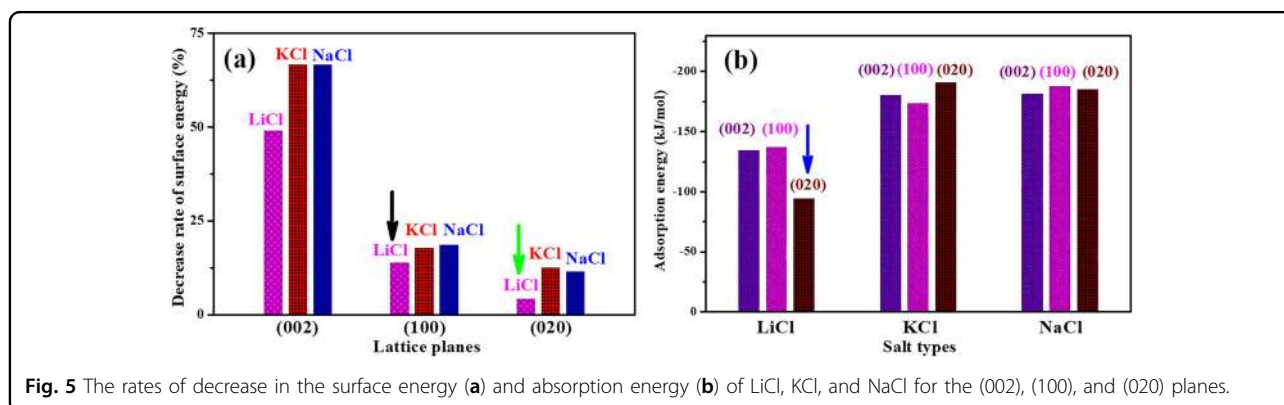 (a)
Decrease rate of surface energy (%)
75
50
25
0
LiCl
KCl
NaCl
LiCl
KCl
NaCl
LiCl
KCl
NaCl
(002)
(100)
(020)
Lattice planes
(b)
Adsorption energy (kJ/mol)
-200
-150
-100
-50
0
(002)
(100)
(020)
(002)
(100)
(020)
(002)
(100)
(020)
LiCl
KCl
NaCl
Salt types
Fig. 5 The rates of decrease in the surface energy (a) and absorption energy (b) of LiCl, KCl, and NaCl for the (002), (100), and (020) planes.